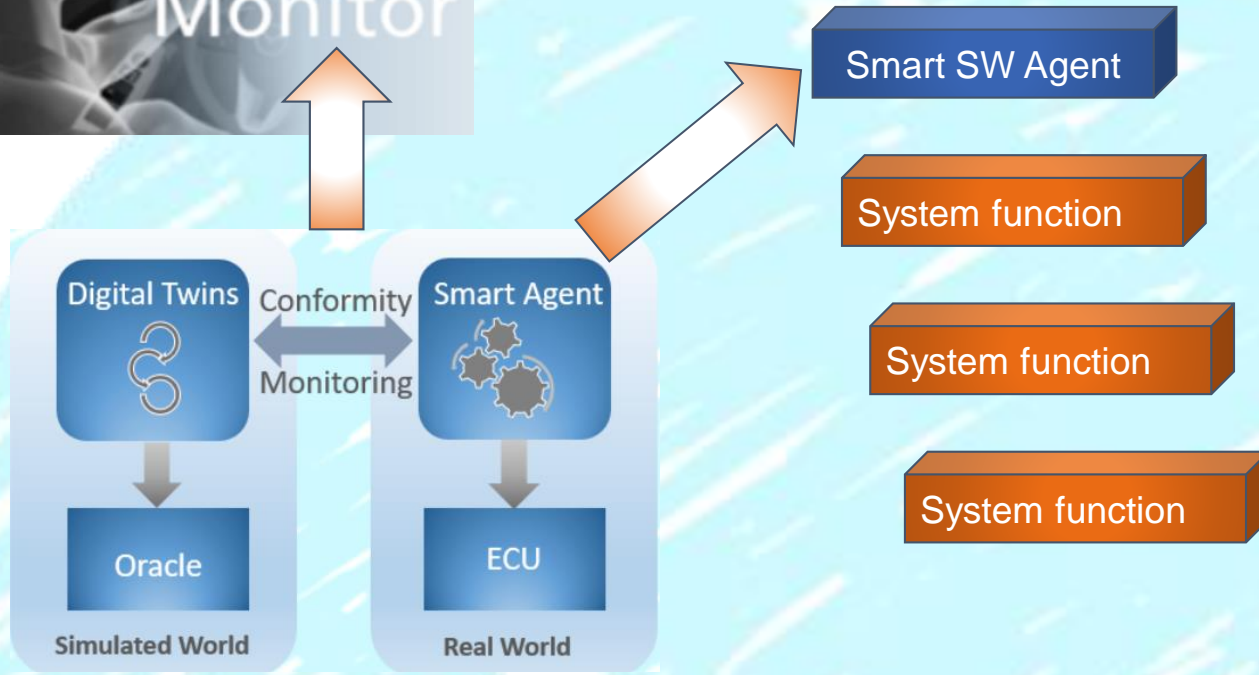 Monitor
Smart SW Agent
System function
System function
System function
Digital Twins
Conformity
Monitoring
Smart Agent
Oracle
ECU
Simulated World
Real World